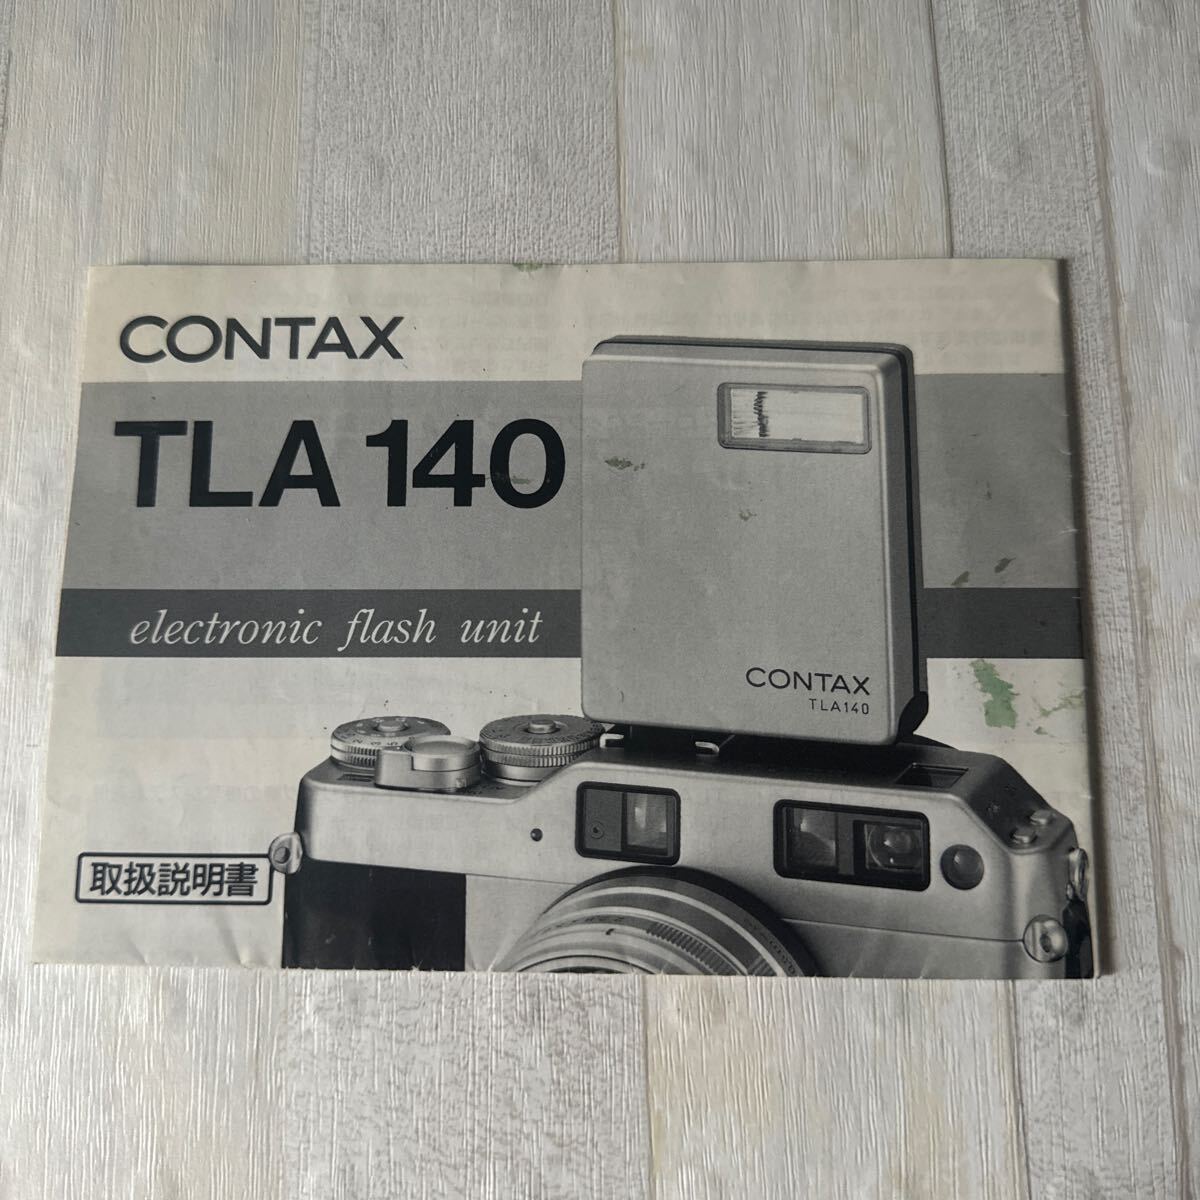 CONTAX
TLA 140
electronic flash unit
CONTAX
TLA140
取扱説明書